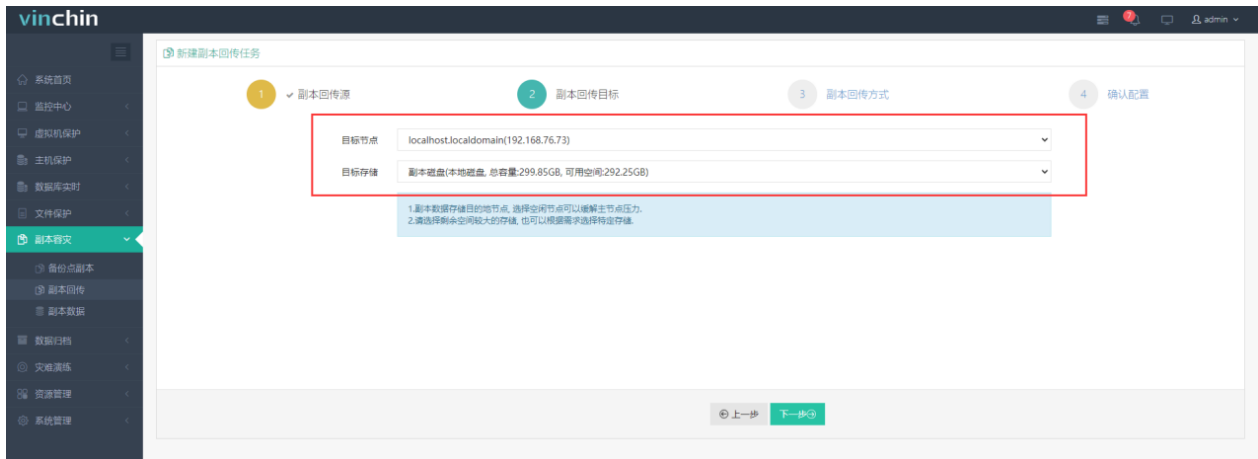 vinchin
7
admin
新建副本回传任务
系统首页
监控中心
虚拟机保护
主机保护
数据库实时
文件保护
副本容灾
备份点副本
副本回传
副本数据
数据归档
灾难演练
资源管理
系统管理
1 副本回传源
2 副本回传目标
3 副本回传方式
4 确认配置
目标节点 localhost.localdomain(192.168.76.73)
目标存储 副本磁盘(本地磁盘, 总容量:299.85GB, 可用空间:292.25GB)
1.副本数据存储目的地节点, 选择空闲节点可以缓解主节点压力.
2.请选择剩余空间较大的存储, 也可以根据需求选择特定存储.
上一步 下一步